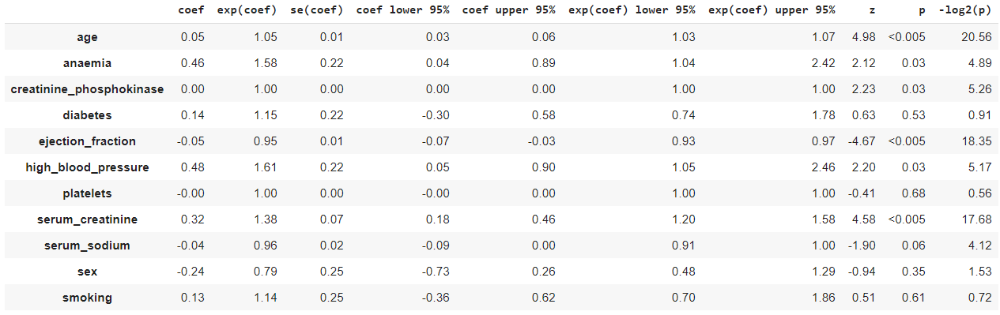 coef exp(coef) se(coef) coef lower 95% coef upper 95% exp(coef) lower 95% exp(coef) upper 95% z p -log2(p)
age 0.05 1.05 0.01 0.03 0.06 1.03 1.07 4.98 <0.005 20.56
anaemia 0.46 1.58 0.22 0.04 0.89 1.04 2.42 2.12 0.03 4.89
creatinine_phosphokinase 0.00 1.00 0.00 0.00 0.00 1.00 1.00 2.23 0.03 5.26
diabetes 0.14 1.15 0.22 -0.30 0.58 0.74 1.78 0.63 0.53 0.91
ejection_fraction -0.05 0.95 0.01 -0.07 -0.03 0.93 0.97 -4.67 <0.005 18.35
high_blood_pressure 0.48 1.61 0.22 0.05 0.90 1.05 2.46 2.20 0.03 5.17
platelets -0.00 1.00 0.00 -0.00 0.00 1.00 1.00 -0.41 0.68 0.56
serum_creatinine 0.32 1.38 0.07 0.18 0.46 1.20 1.58 4.58 <0.005 17.68
serum_sodium -0.04 0.96 0.02 -0.09 0.00 0.91 1.00 -1.90 0.06 4.12
sex -0.24 0.79 0.25 -0.73 0.26 0.48 1.29 -0.94 0.35 1.53
smoking 0.13 1.14 0.25 -0.36 0.62 0.70 1.86 0.51 0.61 0.72